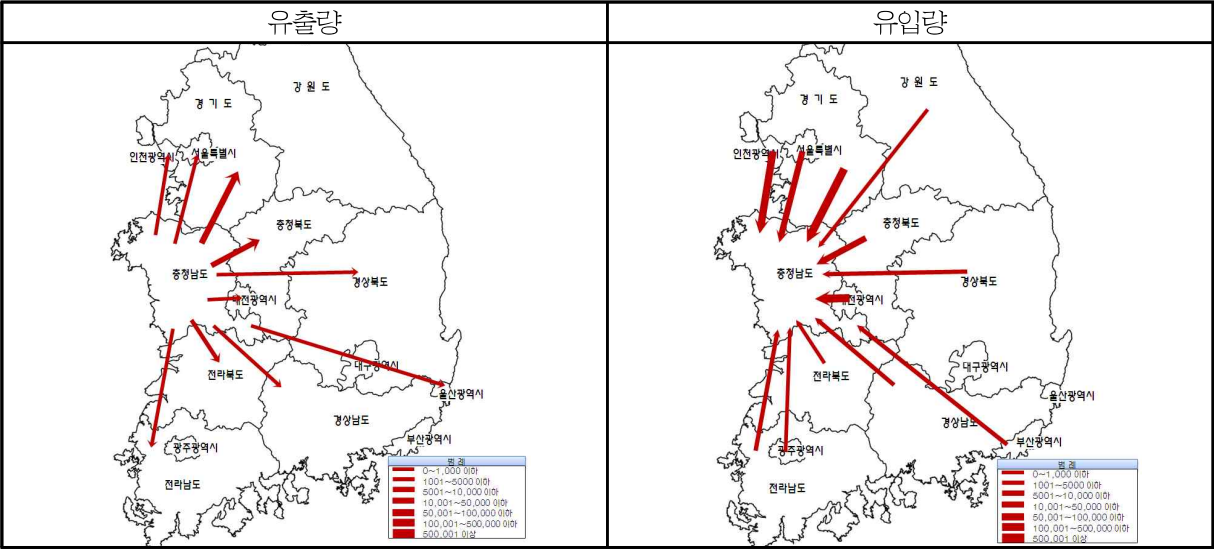 유출량
유입량
강 원 도
경 기 도
인천광역시
서울특별시
충청북도
충청남도
경상북도
대전광역시
대구광역시
전라북도
울산광역시
경상남도
부산광역시
광주광역시
전라남도
범 례
0~1,000 이하
1001~5000 이하
5001~10,000 이하
10,001~50,000 이하
50,001~100,000 이하
100,001~500,000 이하
500,001 이상
강 원 도
경 기 도
인천광역시
서울특별시
충청북도
충청남도
경상북도
대전광역시
대구광역시
전라북도
울산광역시
경상남도
부산광역시
광주광역시
전라남도
범 례
0~1,000 이하
1001~5000 이하
5001~10,000 이하
10,001~50,000 이하
50,001~100,000 이하
100,001~500,000 이하
500,001 이상